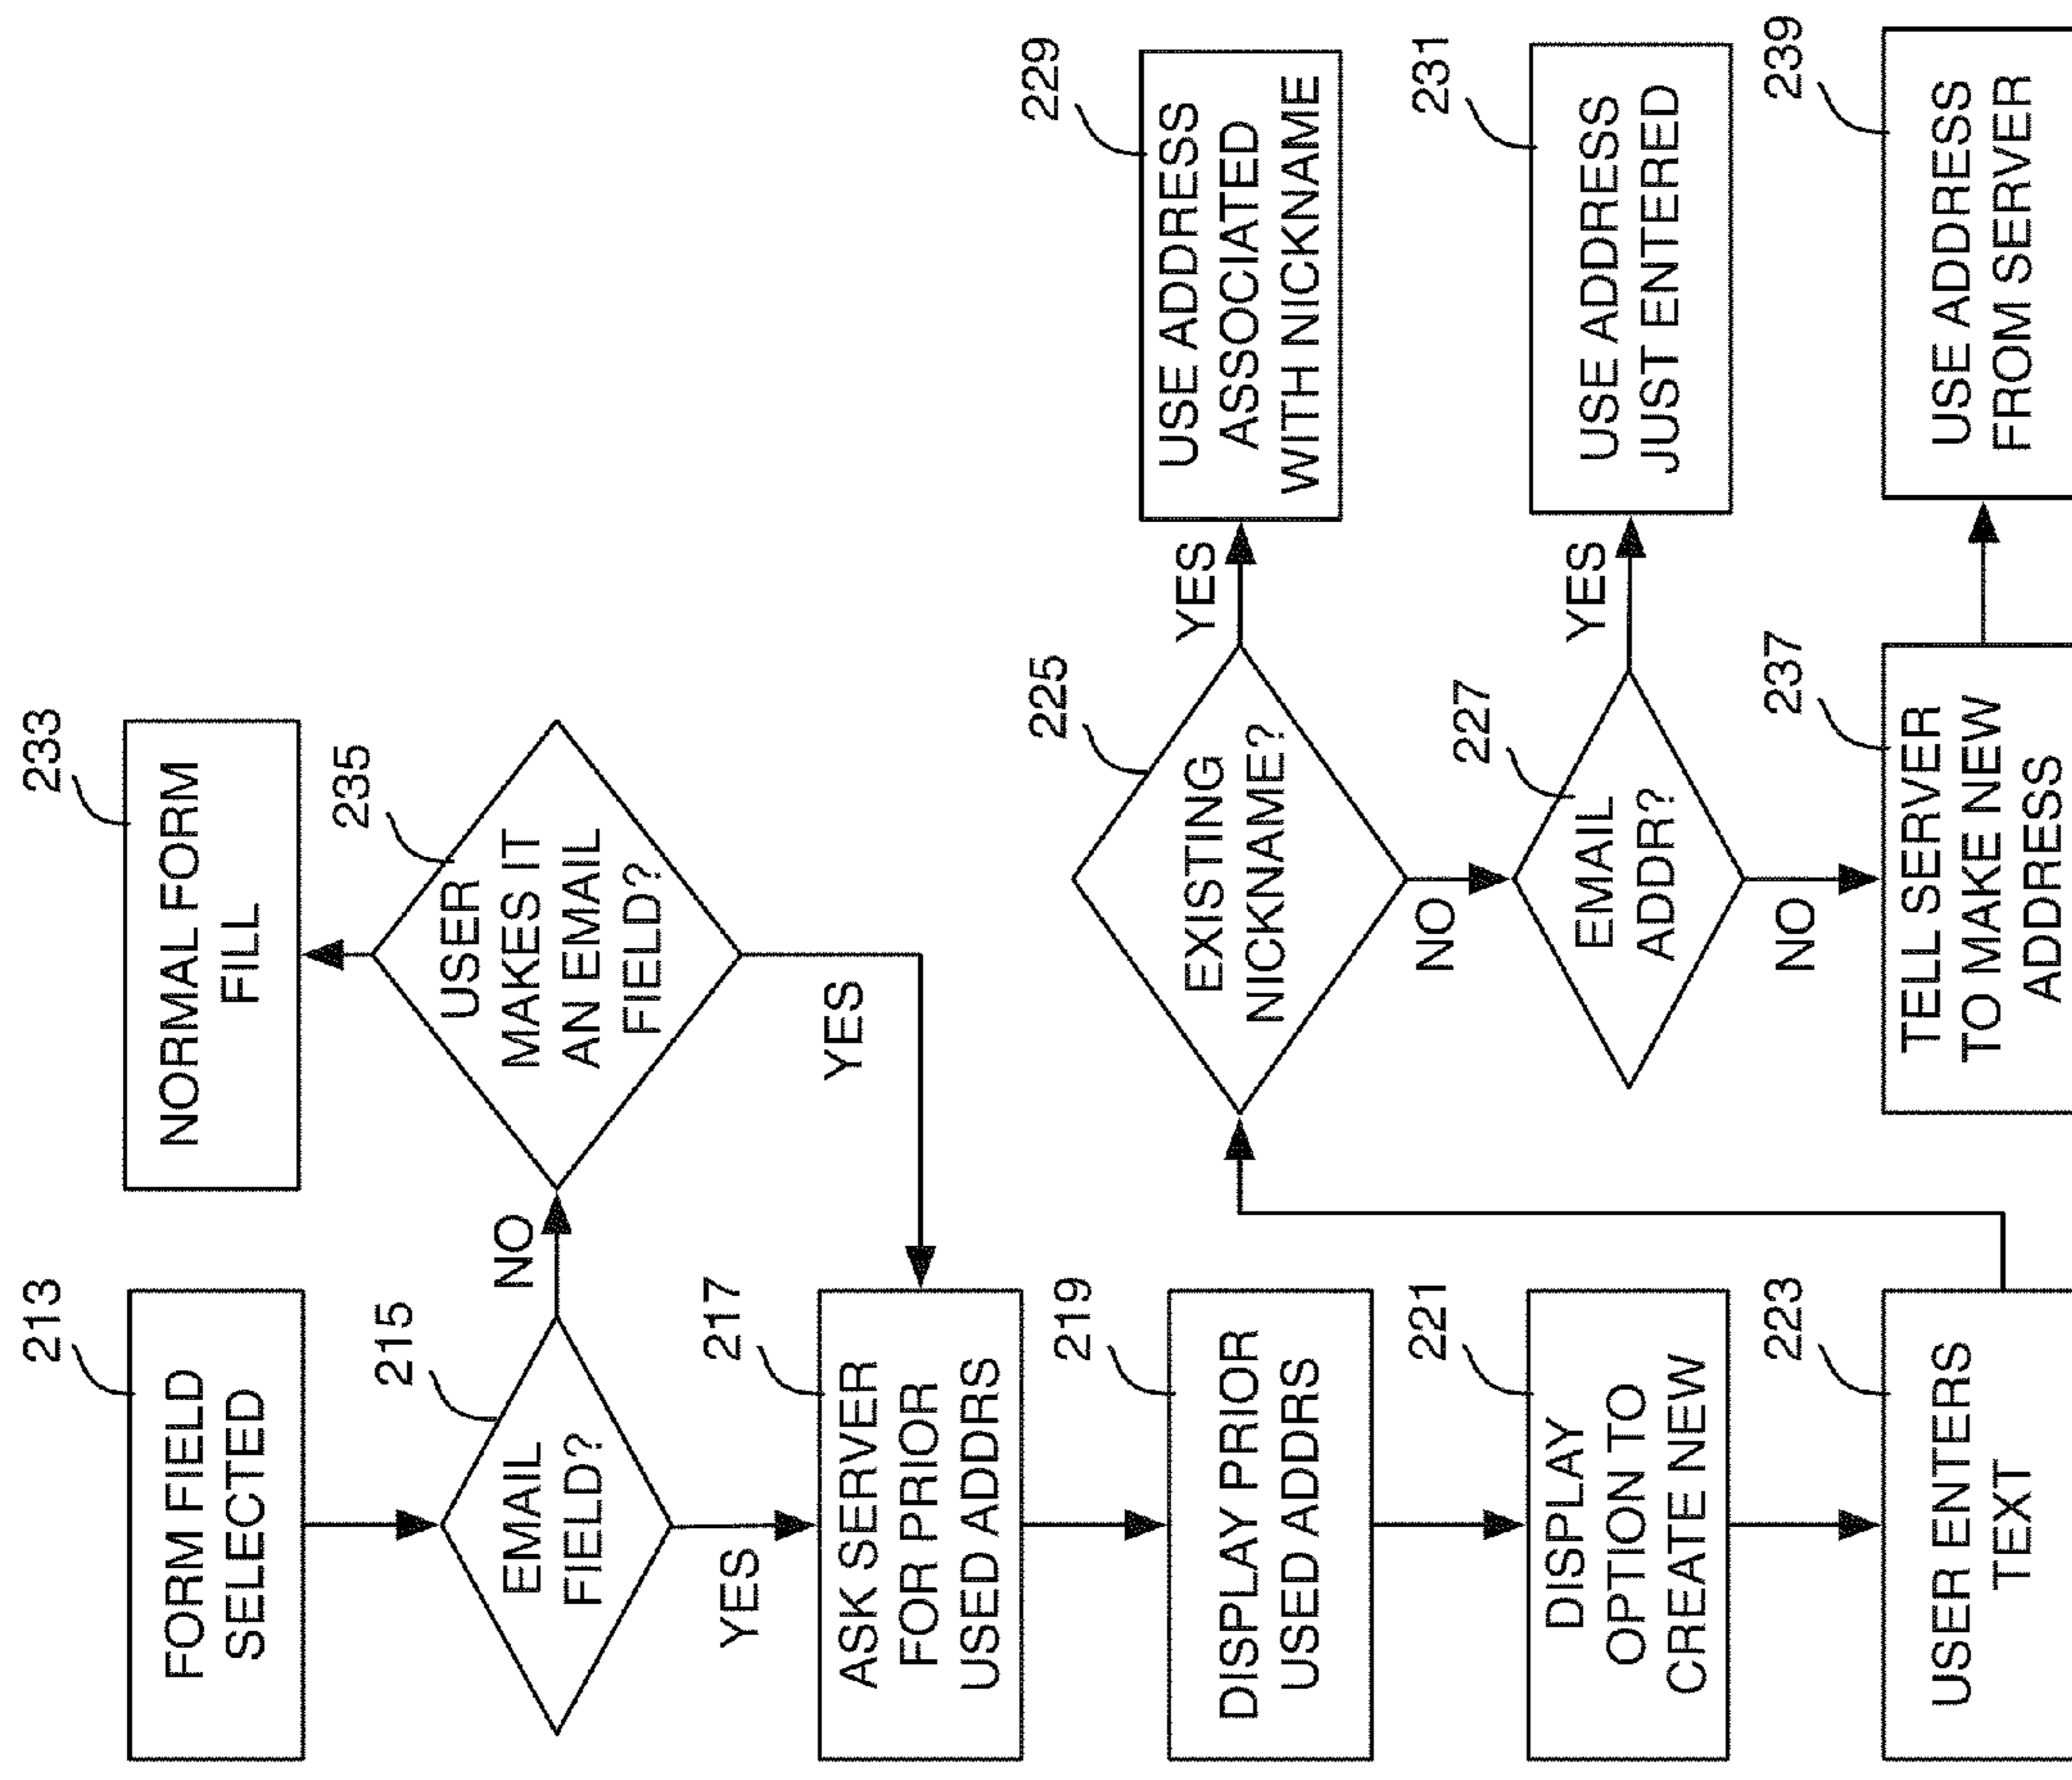 213
FORM FIELD
SELECTED
215
EMAIL
FIELD?
NO
YES
217
ASK SERVER
FOR PRIOR
USED ADDRS
219
DISPLAY PRIOR
USED ADDRS
221
DISPLAY
OPTION TO
CREATE NEW
223
USER ENTERS
TEXT
233
NORMAL FORM
FILL
235
USER
MAKES IT
AN EMAIL
FIELD?
YES
225
EXISTING
NICKNAME?
YES
NO
229
USE ADDRESS
ASSOCIATED
WITH NICKNAME
227
EMAIL
ADDR?
YES
NO
231
USE ADDRESS
JUST ENTERED
237
TELL SERVER
TO MAKE NEW
ADDRESS
239
USE ADDRESS
FROM SERVER